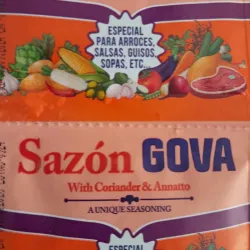 ESPECIAL
PARA ARROCES,
SALSAS, GUISOS,
SOPAS, ETC.
Sazón GOVA
With Coriander & Annatto
A UNIQUE SEASONING
ESPECIAL